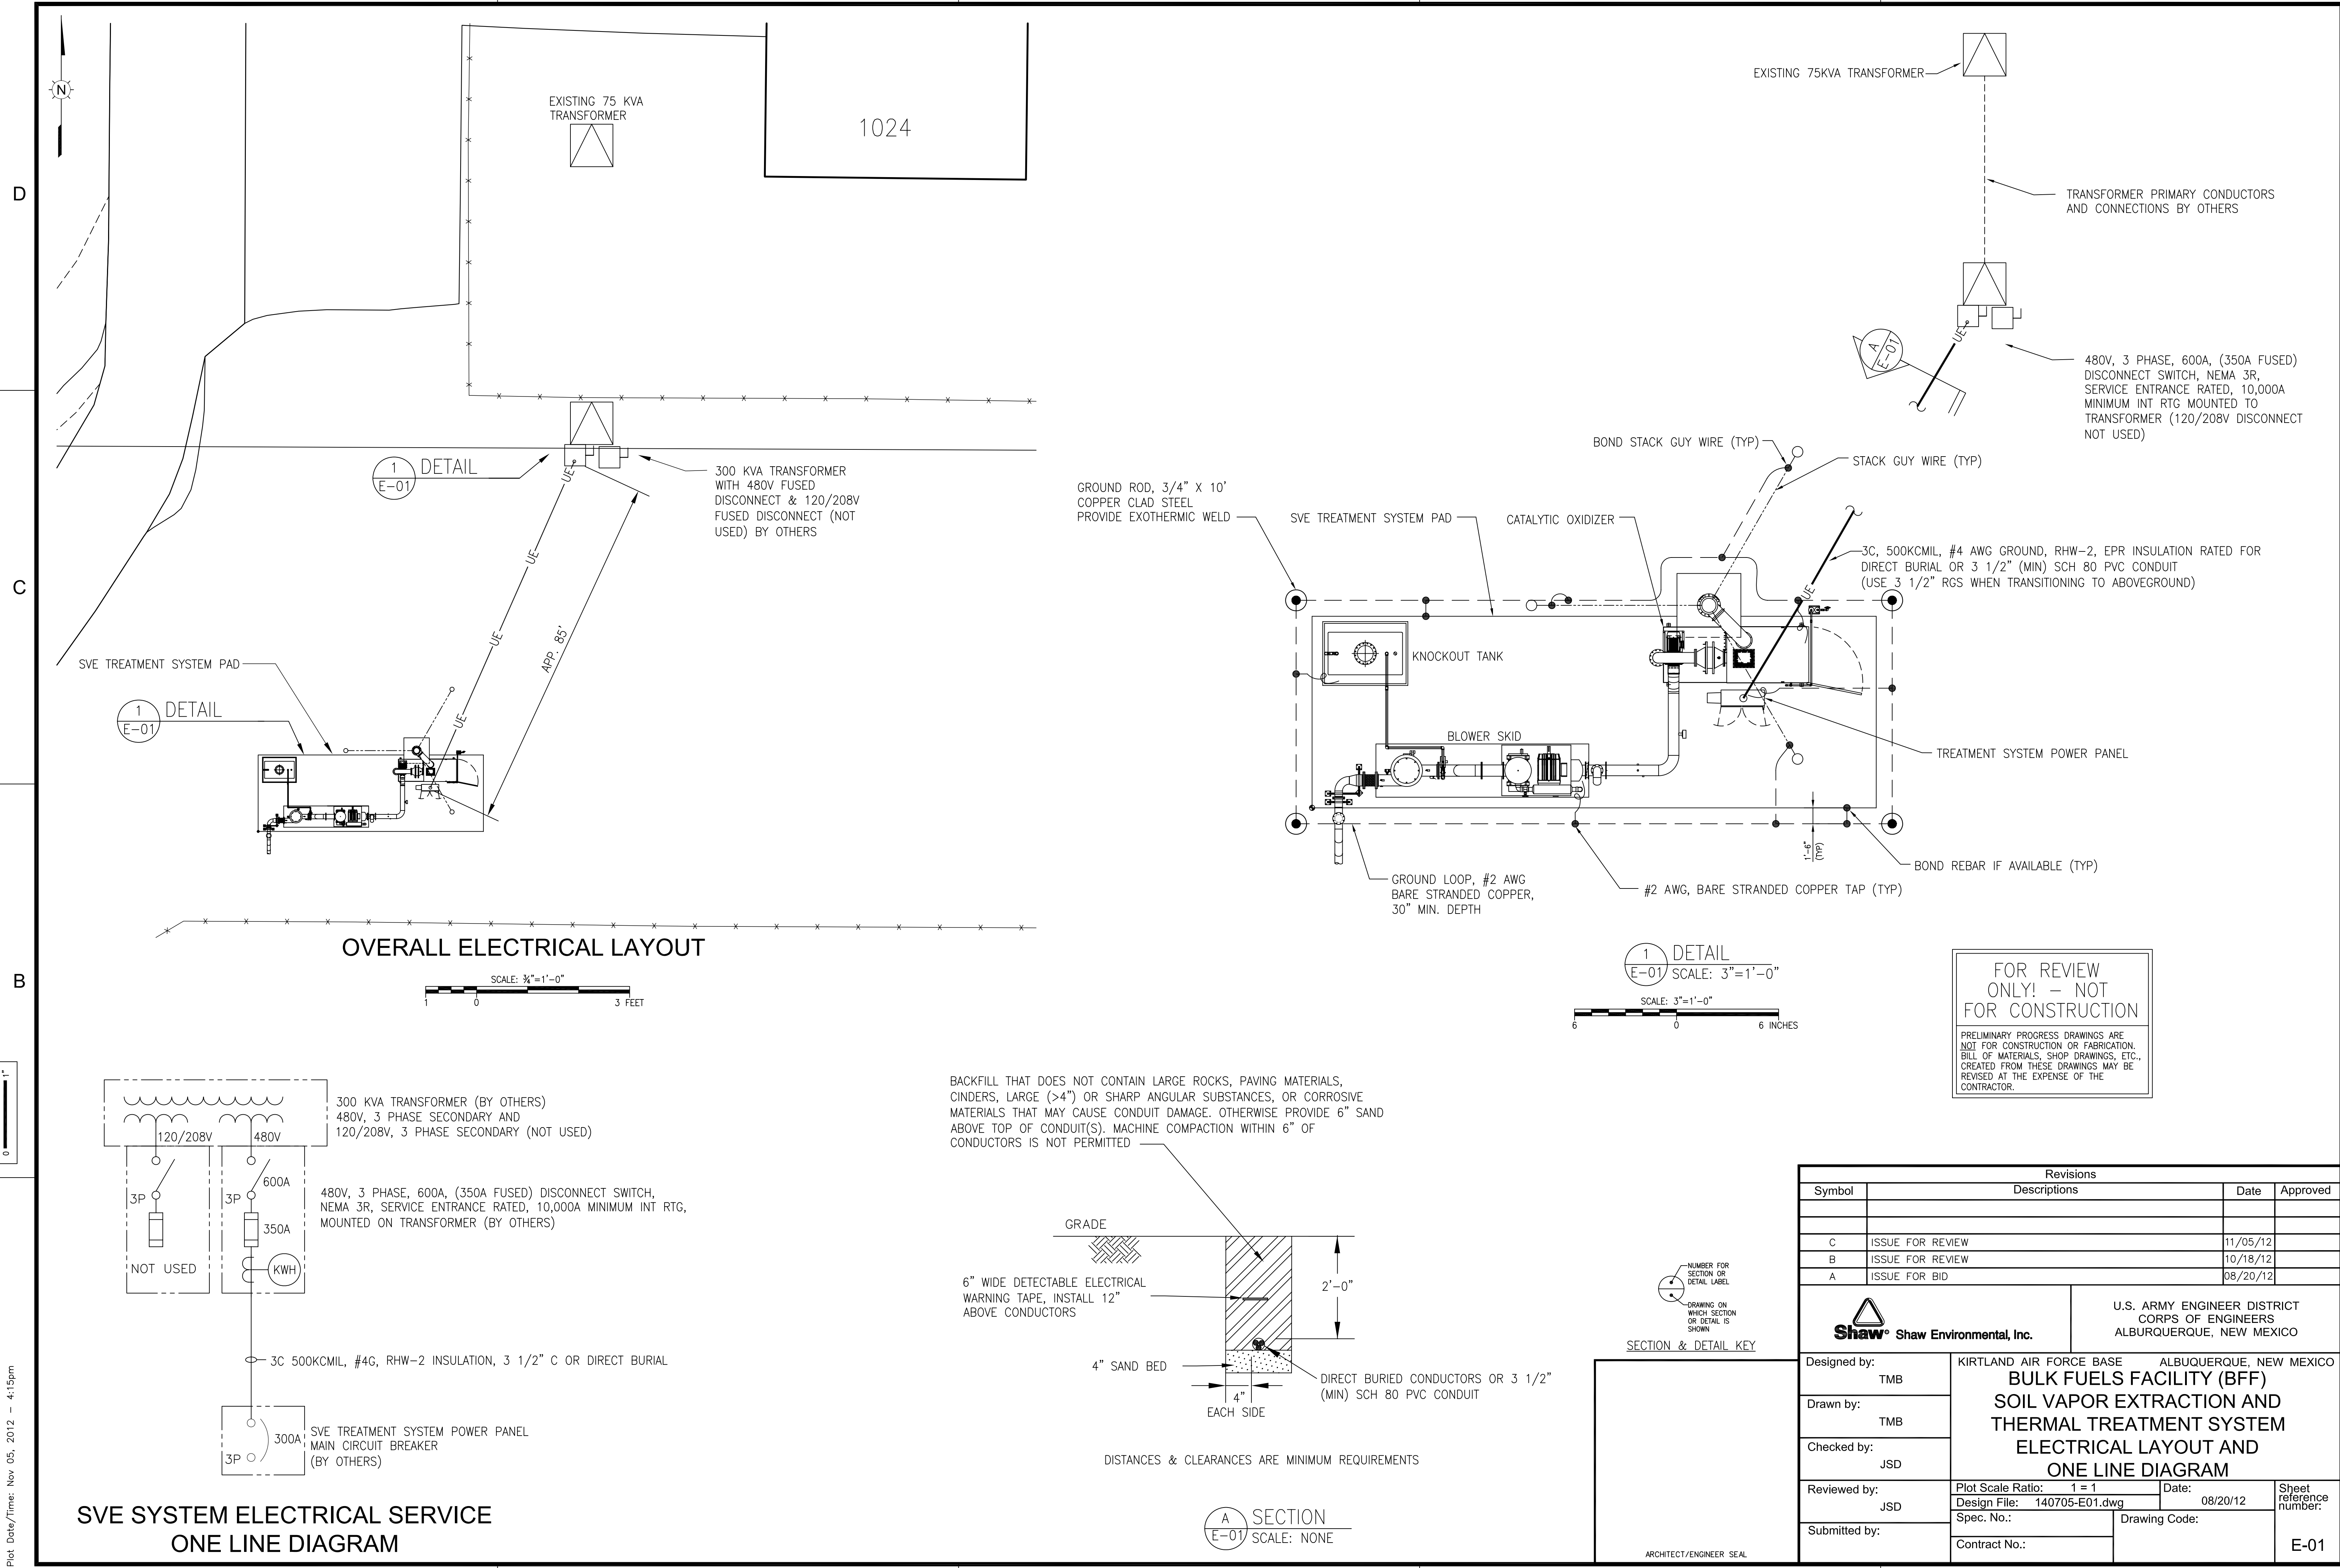 N
D
C
B
EXISTING 75 KVA
TRANSFORMER
1024
1
E-01
DETAIL
300 KVA TRANSFORMER
WITH 480V FUSED
DISCONNECT & 120/208V
FUSED DISCONNECT (NOT
USED) BY OTHERS
UE
UE
UE
UE
APP. 85'
SVE TREATMENT SYSTEM PAD
1
E-01
DETAIL
OVERALL ELECTRICAL LAYOUT
SCALE: ¾"=1'-0"
1 0 3 FEET
EXISTING 75KVA TRANSFORMER
TRANSFORMER PRIMARY CONDUCTORS
AND CONNECTIONS BY OTHERS
UE
A
E-01
480V, 3 PHASE, 600A, (350A FUSED)
DISCONNECT SWITCH, NEMA 3R,
SERVICE ENTRANCE RATED, 10,000A
MINIMUM INT RTG MOUNTED TO
TRANSFORMER (120/208V DISCONNECT
NOT USED)
BOND STACK GUY WIRE (TYP)
STACK GUY WIRE (TYP)
GROUND ROD, 3/4" X 10'
COPPER CLAD STEEL
PROVIDE EXOTHERMIC WELD
SVE TREATMENT SYSTEM PAD
CATALYTIC OXIDIZER
3C, 500KCMIL, #4 AWG GROUND, RHW-2, EPR INSULATION RATED FOR
DIRECT BURIAL OR 3 1/2" (MIN) SCH 80 PVC CONDUIT
(USE 3 1/2" RGS WHEN TRANSITIONING TO ABOVEGROUND)
UE
KNOCKOUT TANK
BLOWER SKID
TREATMENT SYSTEM POWER PANEL
1'-6"
(TYP)
BOND REBAR IF AVAILABLE (TYP)
GROUND LOOP, #2 AWG
BARE STRANDED COPPER,
30" MIN. DEPTH
#2 AWG, BARE STRANDED COPPER TAP (TYP)
1
E-01
DETAIL
SCALE: 3"=1'-0"
SCALE: 3"=1'-0"
6 0 6 INCHES
FOR REVIEW
ONLY! - NOT
FOR CONSTRUCTION
PRELIMINARY PROGRESS DRAWINGS ARE
NOT FOR CONSTRUCTION OR FABRICATION.
BILL OF MATERIALS, SHOP DRAWINGS, ETC.,
CREATED FROM THESE DRAWINGS MAY BE
REVISED AT THE EXPENSE OF THE
CONTRACTOR.
0 1"
300 KVA TRANSFORMER (BY OTHERS)
480V, 3 PHASE SECONDARY AND
120/208V, 3 PHASE SECONDARY (NOT USED)
120/208V
480V
3P
3P
600A
350A
480V, 3 PHASE, 600A, (350A FUSED) DISCONNECT SWITCH,
NEMA 3R, SERVICE ENTRANCE RATED, 10,000A MINIMUM INT RTG,
MOUNTED ON TRANSFORMER (BY OTHERS)
NOT USED
KWH
3C 500KCMIL, #4G, RHW-2 INSULATION, 3 1/2" C OR DIRECT BURIAL
300A
3P
SVE TREATMENT SYSTEM POWER PANEL
MAIN CIRCUIT BREAKER
(BY OTHERS)
SVE SYSTEM ELECTRICAL SERVICE
ONE LINE DIAGRAM
BACKFILL THAT DOES NOT CONTAIN LARGE ROCKS, PAVING MATERIALS,
CINDERS, LARGE (>4") OR SHARP ANGULAR SUBSTANCES, OR CORROSIVE
MATERIALS THAT MAY CAUSE CONDUIT DAMAGE. OTHERWISE PROVIDE 6" SAND
ABOVE TOP OF CONDUIT(S). MACHINE COMPACTION WITHIN 6" OF
CONDUCTORS IS NOT PERMITTED
GRADE
2'-0"
6" WIDE DETECTABLE ELECTRICAL
WARNING TAPE, INSTALL 12"
ABOVE CONDUCTORS
4" SAND BED
4"
EACH SIDE
DIRECT BURIED CONDUCTORS OR 3 1/2"
(MIN) SCH 80 PVC CONDUIT
DISTANCES & CLEARANCES ARE MINIMUM REQUIREMENTS
A
E-01
SECTION
SCALE: NONE
NUMBER FOR
SECTION OR
DETAIL LABEL
DRAWING ON
WHICH SECTION
OR DETAIL IS
SHOWN
SECTION & DETAIL KEY
ARCHITECT/ENGINEER SEAL
Revisions
Symbol Descriptions Date Approved
C ISSUE FOR REVIEW 11/05/12
B ISSUE FOR REVIEW 10/18/12
A ISSUE FOR BID 08/20/12
Shaw® Shaw Environmental, Inc.
U.S. ARMY ENGINEER DISTRICT
CORPS OF ENGINEERS
ALBURQUERQUE, NEW MEXICO
Designed by:
TMB
Drawn by:
TMB
Checked by:
JSD
Reviewed by:
JSD
Submitted by:
KIRTLAND AIR FORCE BASE ALBUQUERQUE, NEW MEXICO
BULK FUELS FACILITY (BFF)
SOIL VAPOR EXTRACTION AND
THERMAL TREATMENT SYSTEM
ELECTRICAL LAYOUT AND
ONE LINE DIAGRAM
Plot Scale Ratio: 1 = 1
Date:
08/20/12
Design File: 140705-E01.dwg
Spec. No.:
Drawing Code:
Contract No.:
Sheet
reference
number:
E-01
Plot Date/Time: Nov 05, 2012 - 4:15pm